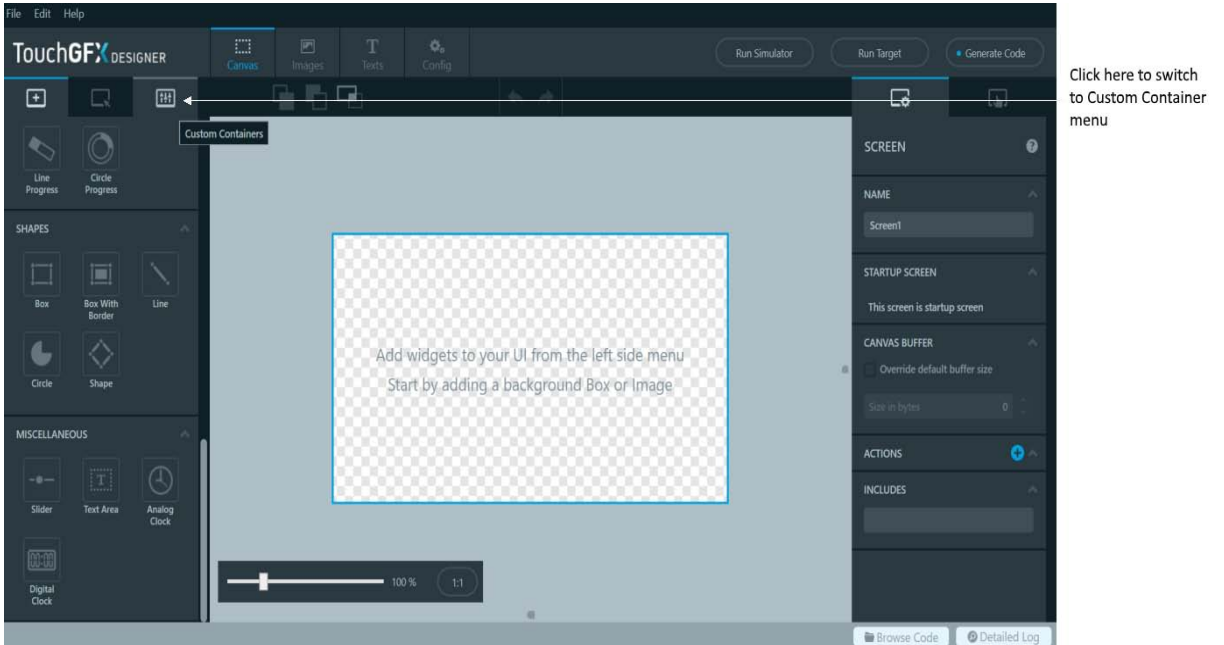 File Edit Help
TouchGFX DESIGNER
Canvas
Images
Texts
Config
Run Simulator
Run Target
Generate Code
Click here to switch
to Custom Container
menu
Custom Containers
Line
Progress
Circle
Progress
SHAPES
Box
Box With
Border
Line
Circle
Shape
MISCELLANEOUS
Slider
Text Area
Analog
Clock
00:00
Digital
Clock
Add widgets to your UI from the left side menu
Start by adding a background Box or Image
100 %
1:1
SCREEN
NAME
Screen1
STARTUP SCREEN
This screen is startup screen
CANVAS BUFFER
Override default buffer size
Size in bytes 0
ACTIONS
INCLUDES
Browse Code
Detailed Log